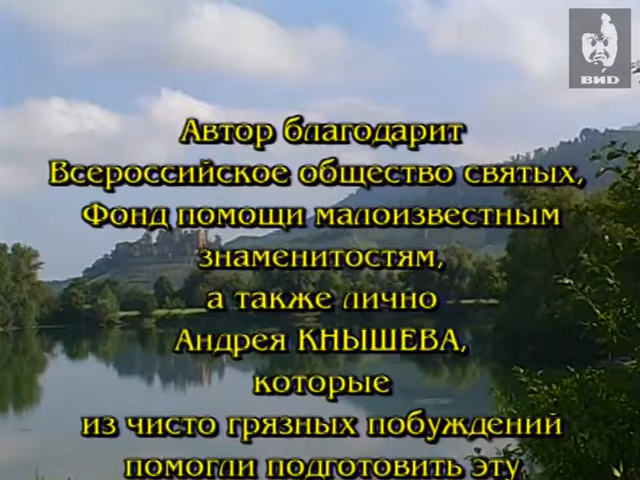 ВИD
Автор благодарит
Всероссийское общество святых,
Фонд помощи малоизвестным
знаменитостям,
а также лично
Андрея КНЫШЕВА,
которые
из чисто грязных побуждений
помогли подготовить эту